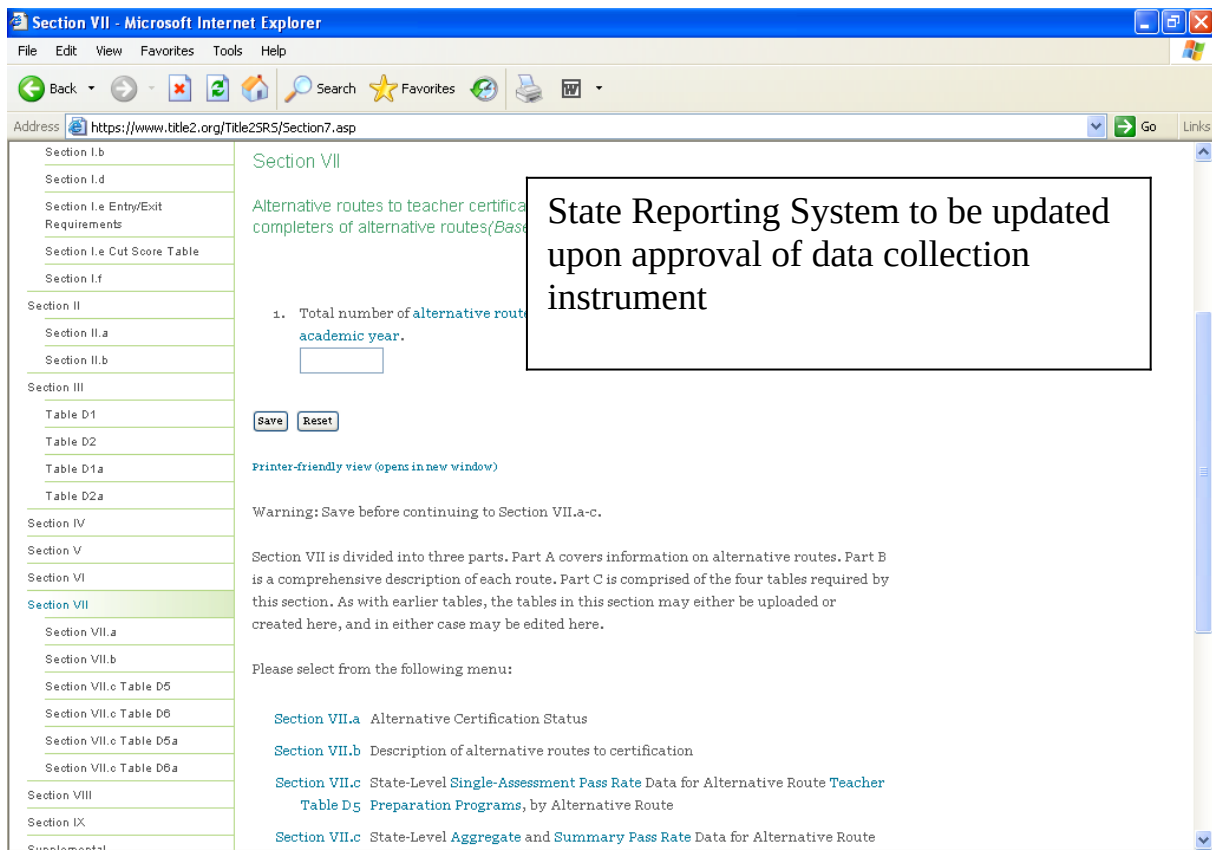 Section VII - Microsoft Internet Explorer
File Edit View Favorites Tools Help
Back Search Favorites
Address https://www.title2.org/Title2SRS/Section7.asp Go Links
Section I.b
Section I.d
Section I.e Entry/Exit
Requirements
Section I.e Cut Score Table
Section I.f
Section II
Section II.a
Section II.b
Section III
Table D1
Table D2
Table D1a
Table D2a
Section IV
Section V
Section VI
Section VII
Section VII.a
Section VII.b
Section VII.c Table D5
Section VII.c Table D6
Section VII.c Table D5a
Section VII.c Table D6a
Section VIII
Section IX
Supplemental
Section VII
Alternative routes to teacher certifica
completers of alternative routes(Base
State Reporting System to be updated
upon approval of data collection
instrument
1. Total number of alternative route
academic year.
Save Reset
Printer-friendly view (opens in new window)
Warning: Save before continuing to Section VII.a-c.
Section VII is divided into three parts. Part A covers information on alternative routes. Part B
is a comprehensive description of each route. Part C is comprised of the four tables required by
this section. As with earlier tables, the tables in this section may either be uploaded or
created here, and in either case may be edited here.
Please select from the following menu:
Section VII.a Alternative Certification Status
Section VII.b Description of alternative routes to certification
Section VII.c State-Level Single-Assessment Pass Rate Data for Alternative Route Teacher
Table D5 Preparation Programs, by Alternative Route
Section VII.c State-Level Aggregate and Summary Pass Rate Data for Alternative Route